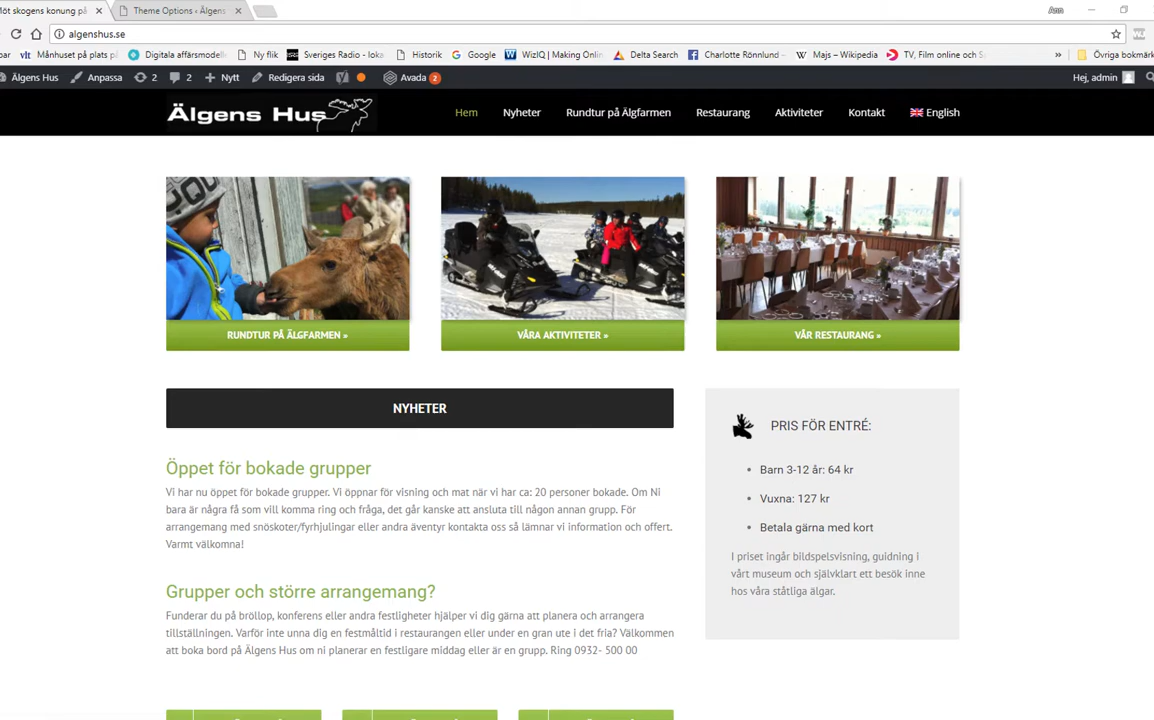 öt skogens konung på
Theme Options ‹ Älgens
Ann
algenshus.se
bar
vlt Månhuset på plats på
Digitala affärsmodelle
Ny flik
Sveriges Radio - loka
Historik
Google
WizIQ | Making Onlin
Delta Search
Charlotte Rönnlund
Majs – Wikipedia
TV, Film online och S
»
Övriga bokmärk
Älgens Hus
Anpassa
2
2
Nytt
Redigera sida
Avada 2
Hej, admin
Älgens Hus
Hem
Nyheter
Rundtur på Älgfarmen
Restaurang
Aktiviteter
Kontakt
English
RUNDTUR PÅ ÄLGFARMEN »
VÅRA AKTIVITETER »
VÅR RESTAURANG »
NYHETER
Öppet för bokade grupper
Vi har nu öppet för bokade grupper. Vi öppnar för visning och mat när vi har ca: 20 personer bokade. Om Ni
bara är några få som vill komma ring och fråga, det går kanske att ansluta till någon annan grupp. För
arrangemang med snöskoter/fyrhjulingar eller andra äventyr kontakta oss så lämnar vi information och offert.
Varmt välkomna!
Grupper och större arrangemang?
Funderar du på bröllop, konferens eller andra festligheter hjälper vi dig gärna att planera och arrangera
tillställningen. Varför inte unna dig en festmåltid i restaurangen eller under en gran ute i det fria? Välkommen
att boka bord på Älgens Hus om ni planerar en festligare middag eller är en grupp. Ring 0932- 500 00
PRIS FÖR ENTRÉ:
Barn 3-12 år: 64 kr
Vuxna: 127 kr
Betala gärna med kort
I priset ingår bildspelsvisning, guidning i
vårt museum och självklart ett besök inne
hos våra ståtliga älgar.